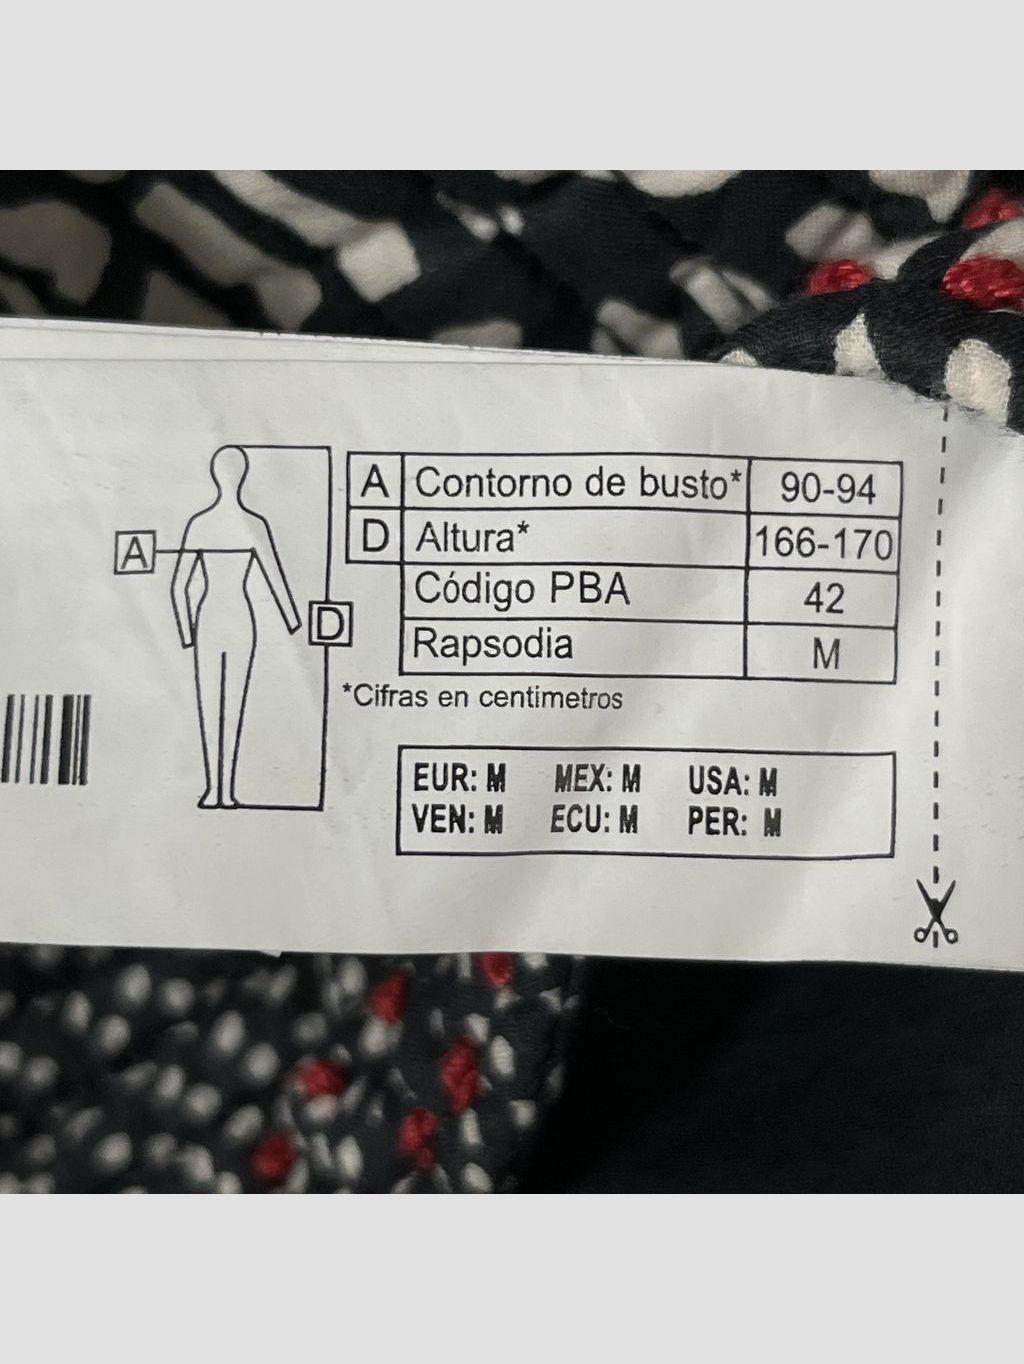 A Contorno de busto* 90-94
D Altura* 166-170
Código PBA 42
Rapsodia M
*Cifras en centimetros
A
D
EUR: M MEX: M USA: M
VEN: M ECU: M PER: M